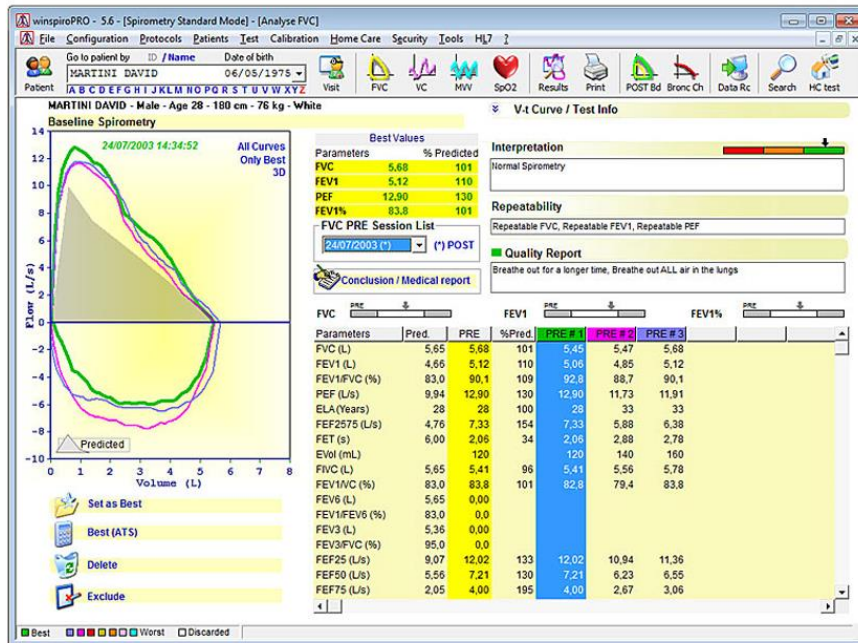 winspiroPRO - 5.6 - [Spirometry Standard Mode] - [Analyse FVC]
File Configuration Protocols Patients Test Calibration Home Care Security Tools HL7 ?
Go to patient by ID / Name Date of birth
MARTINI DAVID 06/05/1975
A B C D E F G H I J K L M N O P Q R S T U V W X Y Z
Patient Visit FVC VC MVV SpO2 Results Print POST Bd Bronc Ch Data Rc Search HC test
MARTINI DAVID - Male - Age 28 - 180 cm - 76 kg - White
Baseline Spirometry
24/07/2003 14:34:52
All Curves
Only Best
3D
Flow (L/s)
14
12
10
8
6
4
2
0
-2
-4
-6
-8
-10
Predicted
0 1 2 3 4 5 6 7 8
Volume (L)
Set as Best
Best (ATS)
Delete
Exclude
Best Values
Parameters % Predicted
FVC 5,68 101
FEV1 5,12 110
PEF 12,90 130
FEV1% 83,8 101
FVC PRE Session List
24/07/2003 (*) (*) POST
Conclusion / Medical report
V-t Curve / Test Info
Interpretation
Normal Spirometry
Repeatability
Repeatable FVC, Repeatable FEV1, Repeatable PEF
Quality Report
Breathe out for a longer time, Breathe out ALL air in the lungs
FVC PRE FEV1 PRE FEV1% PRE
Parameters Pred. PRE %Pred. PRE # 1 PRE # 2 PRE # 3
FVC (L) 5,65 5,68 101 5,45 5,47 5,68
FEV1 (L) 4,66 5,12 110 5,06 4,85 5,12
FEV1/FVC (%) 83,0 90,1 109 92,8 88,7 90,1
PEF (L/s) 9,94 12,90 130 12,90 11,73 11,91
ELA (Years) 28 28 100 28 33 33
FEF2575 (L/s) 4,76 7,33 154 7,33 5,88 6,38
FET (s) 6,00 2,06 34 2,06 2,88 2,78
EVol (mL) 120 120 140 160
FIVC (L) 5,65 5,41 96 5,41 5,56 5,78
FEV1/VC (%) 83,0 83,8 101 82,8 79,4 83,8
FEV6 (L) 5,65 0,00
FEV1/FEV6 (%) 83,0 0,0
FEV3 (L) 5,36 0,00
FEV3/FVC (%) 95,0 0,0
FEF25 (L/s) 9,07 12,02 133 12,02 10,94 11,36
FEF50 (L/s) 5,56 7,21 130 7,21 6,23 6,55
FEF75 (L/s) 2,05 4,00 195 4,00 2,67 3,06
Best Worst Discarded